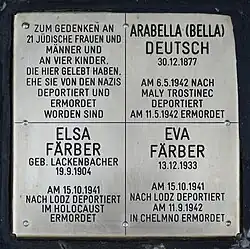 ZUM GEDENKEN AN
21 JÜDISCHE FRAUEN UND
MÄNNER UND
AN VIER KINDER,
DIE HIER GELEBT HABEN,
EHE SIE VON DEN NAZIS
DEPORTIERT UND
ERMORDET
WORDEN SIND
ARABELLA (BELLA)
DEUTSCH
30.12.1877
AM 6.5.1942 NACH
MALY TROSTINEC
DEPORTIERT
AM 11.5.1942 ERMORDET
ELSA
FÄRBER
GEB. LACKENBACHER
19.9.1904
AM 15.10.1941
NACH LODZ DEPORTIERT
IM HOLOCAUST
ERMORDET
EVA
FÄRBER
13.12.1933
AM 15.10.1941
NACH LODZ DEPORTIERT
AM 11.9.1942
IN CHELMNO ERMORDET